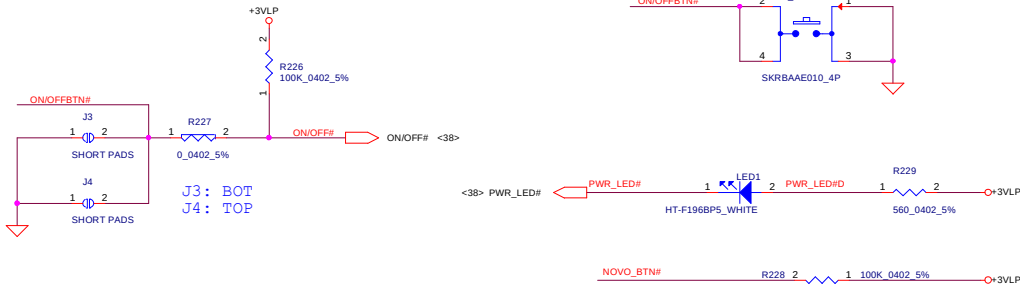 +3VLP
2
R226
100K_0402_5%
1
ON/OFFBTN#
J3
1 2
SHORT PADS
R227
1 2
0_0402_5%
ON/OFF#
ON/OFF# <38>
J4
1 2
SHORT PADS
J3: BOT
J4: TOP
ON/OFFBTN#
2 1
4 3
SKRBAAE010_4P
<38> PWR_LED#
PWR_LED#
1 LED1 2
HT-F196BP5_WHITE
PWR_LED#D
R229
1 2
560_0402_5%
+3VLP
NOVO_BTN#
R228 2 1 100K_0402_5%
+3VLP